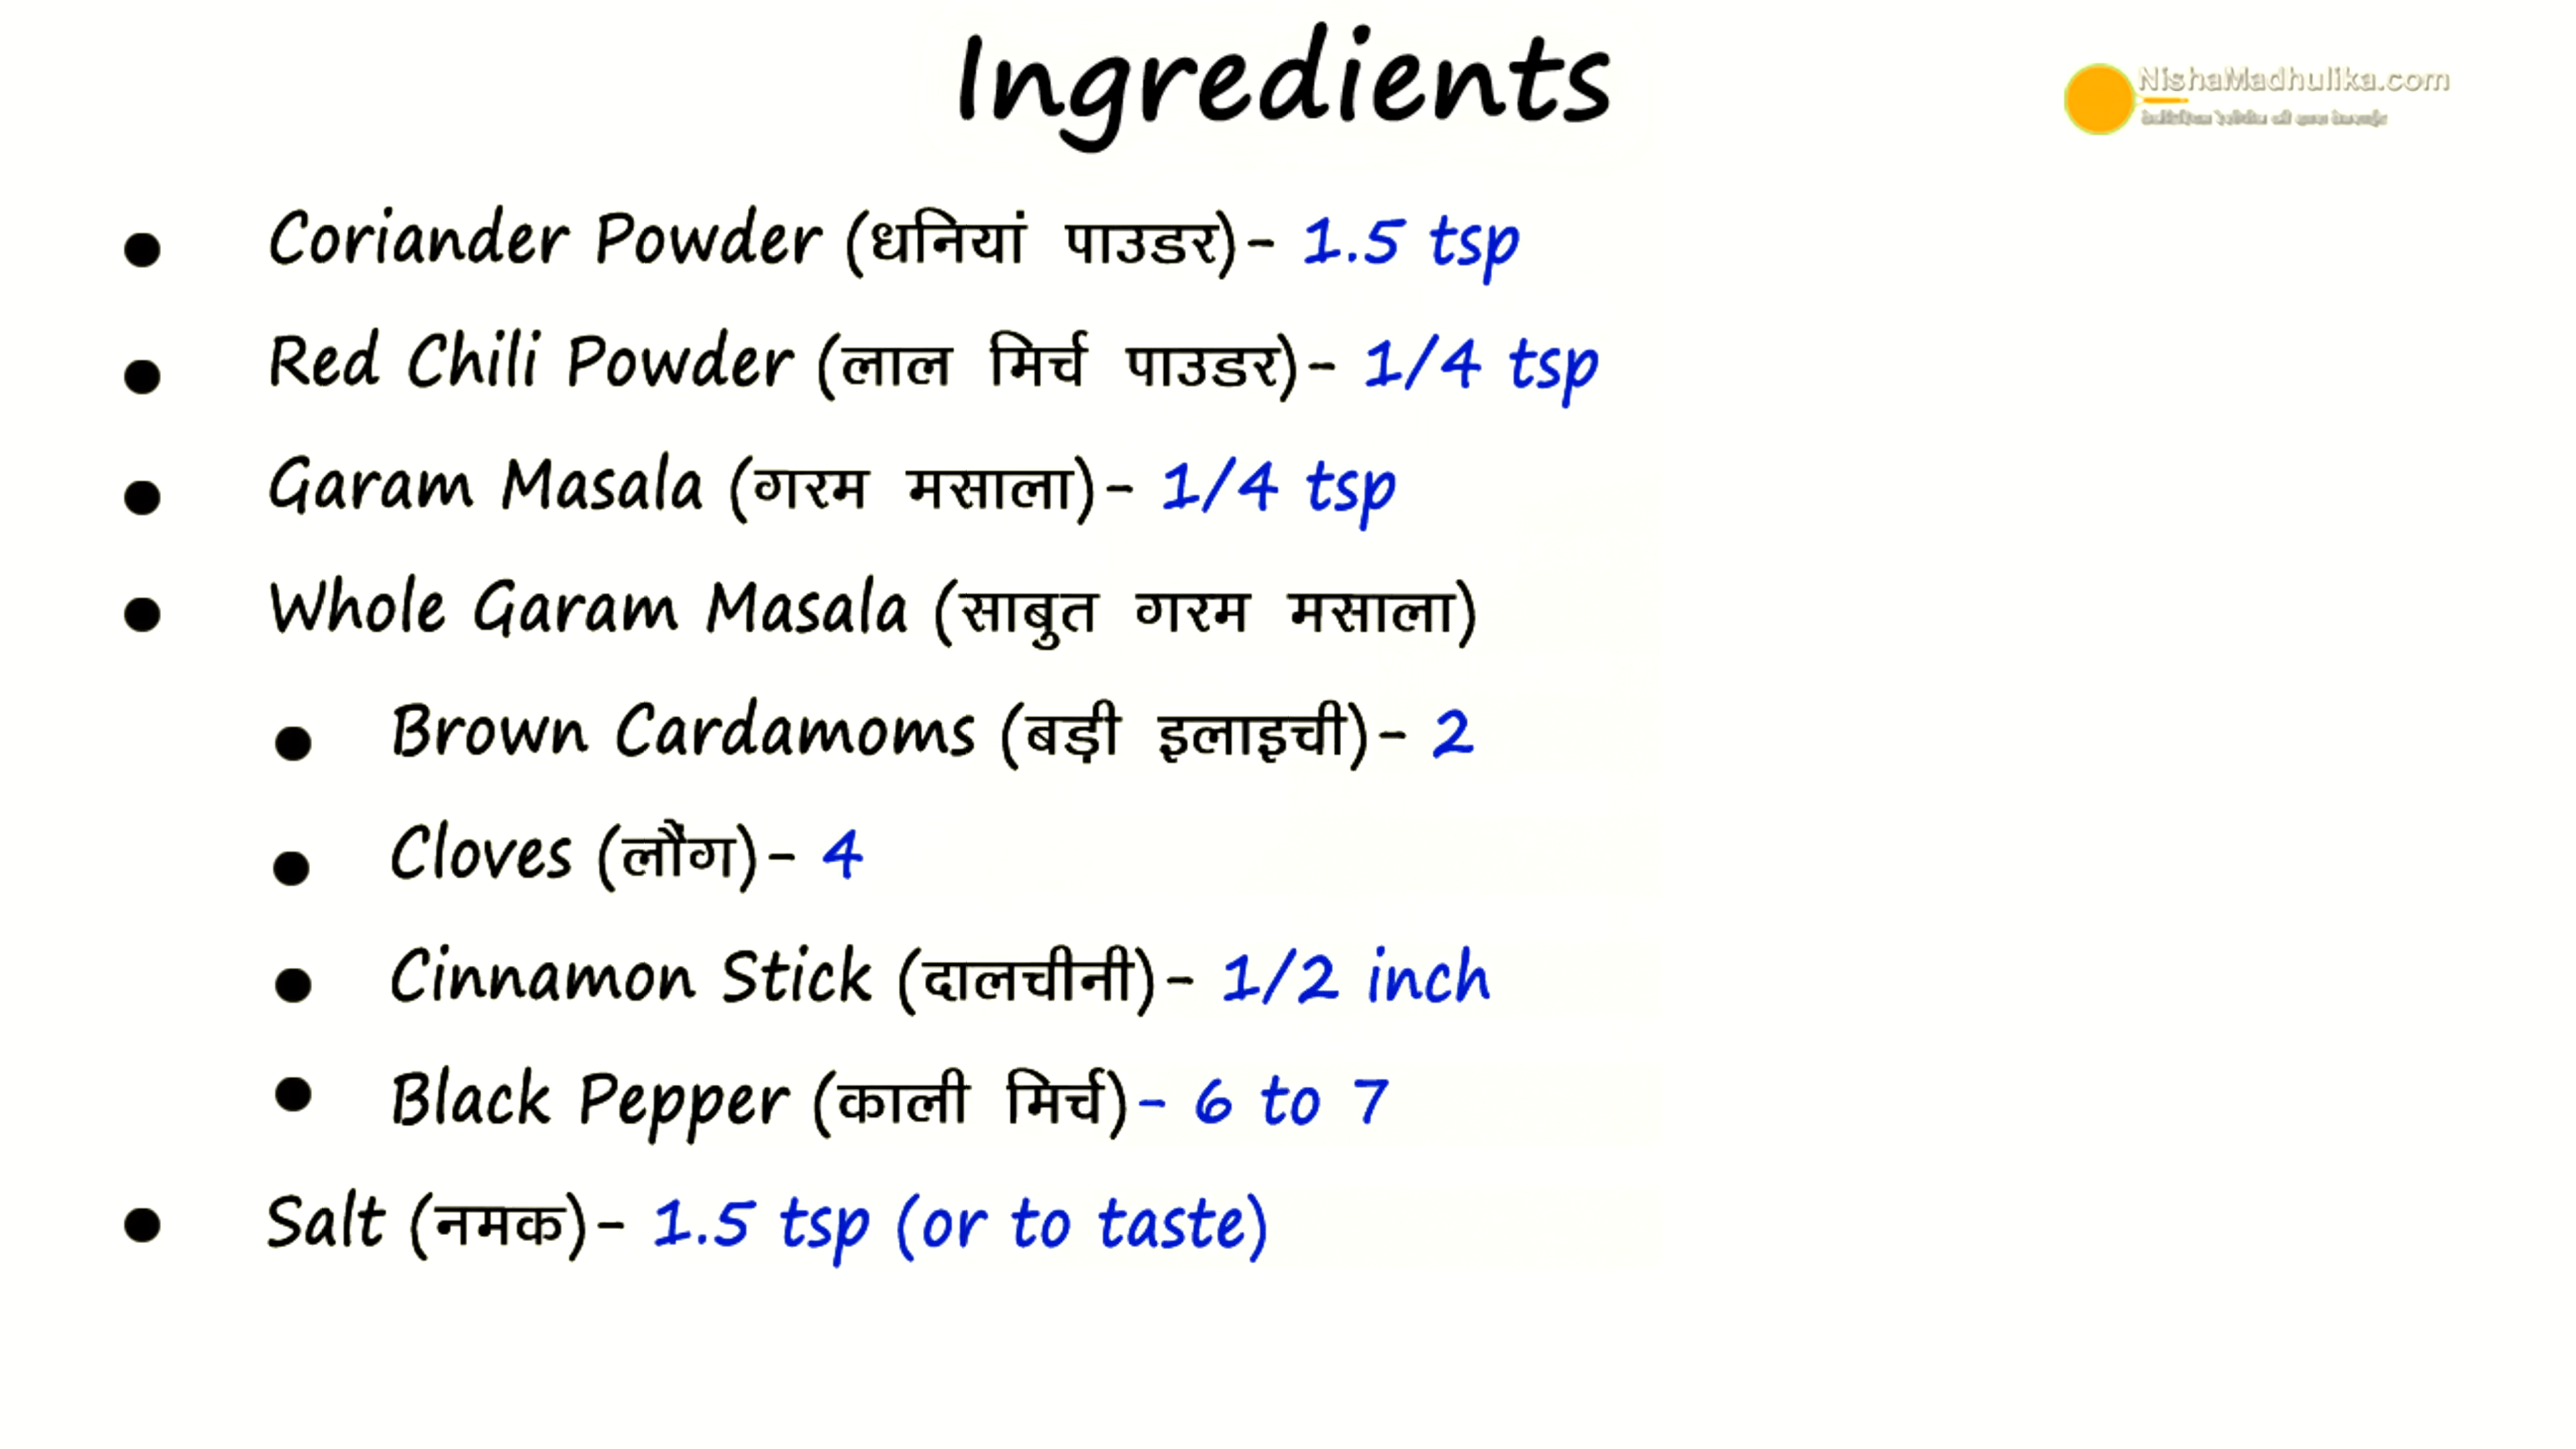 Ingredients
NishaMadhulika.com
Coriander Powder (धनियां पाउडर)- 1.5 tsp
Red Chili Powder (लाल मिर्च पाउडर)- 1/4 tsp
Garam Masala (गरम मसाला)- 1/4 tsp
Whole Garam Masala (साबुत गरम मसाला)
Brown Cardamoms (बड़ी इलाइची)- 2
Cloves (लौंग)- 4
Cinnamon Stick (दालचीनी)- 1/2 inch
Black Pepper (काली मिर्च)- 6 to 7
Salt (नमक)- 1.5 tsp (or to taste)